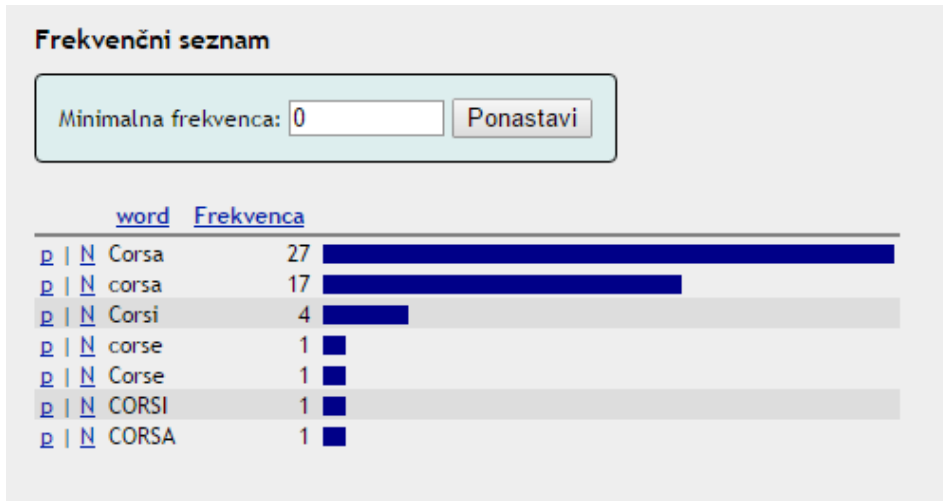 Frekvenčni seznam
Minimalna frekvenca: 0 Ponastavi
word Frekvenca
p | N Corsa 27
p | N corsa 17
p | N Corsi 4
p | N corse 1
p | N Corse 1
p | N CORSI 1
p | N CORSA 1